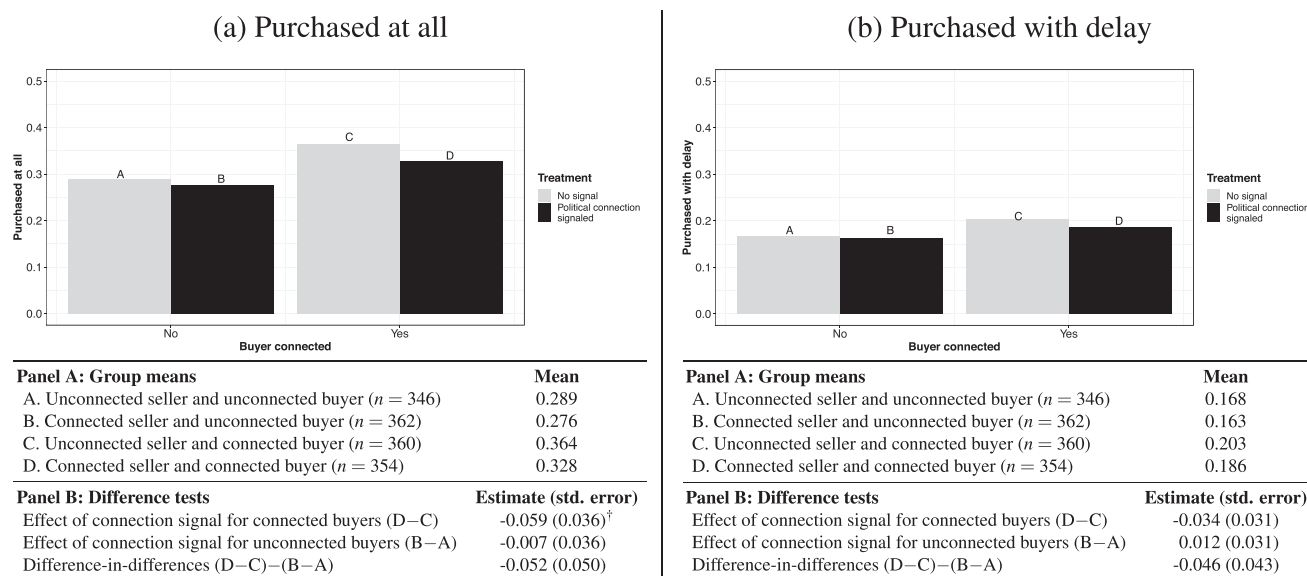 (a) Purchased at all
0.5
0.4
0.3
0.2
0.1
0.0
Purchased at all
A
B
C
D
No
Yes
Buyer connected
Treatment
No signal
Political connection
signaled
Panel A: Group means Mean
A. Unconnected seller and unconnected buyer (n = 346) 0.289
B. Connected seller and unconnected buyer (n = 362) 0.276
C. Unconnected seller and connected buyer (n = 360) 0.364
D. Connected seller and connected buyer (n = 354) 0.328
Panel B: Difference tests Estimate (std. error)
Effect of connection signal for connected buyers (D−C) -0.059 (0.036)†
Effect of connection signal for unconnected buyers (B−A) -0.007 (0.036)
Difference-in-differences (D−C)−(B−A) -0.052 (0.050)
(b) Purchased with delay
0.5
0.4
0.3
0.2
0.1
0.0
Purchased with delay
A
B
C
D
No
Yes
Buyer connected
Treatment
No signal
Political connection
signaled
Panel A: Group means Mean
A. Unconnected seller and unconnected buyer (n = 346) 0.168
B. Connected seller and unconnected buyer (n = 362) 0.163
C. Unconnected seller and connected buyer (n = 360) 0.203
D. Connected seller and connected buyer (n = 354) 0.186
Panel B: Difference tests Estimate (std. error)
Effect of connection signal for connected buyers (D−C) -0.034 (0.031)
Effect of connection signal for unconnected buyers (B−A) 0.012 (0.031)
Difference-in-differences (D−C)−(B−A) -0.046 (0.043)